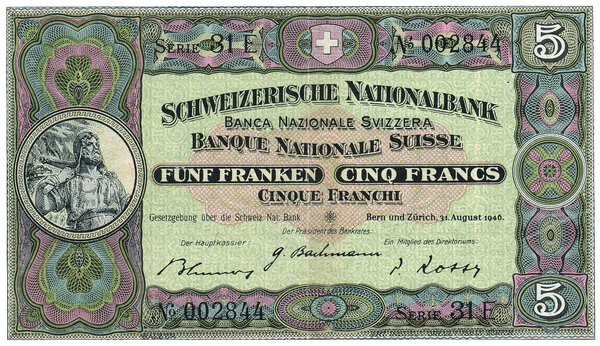 SERIE 31 E
№ 002844
5
SCHWEIZERISCHE NATIONALBANK
BANCA NAZIONALE SVIZZERA
BANQUE NATIONALE SUISSE
FÜNF FRANKEN CINQ FRANCS
CINQUE FRANCHI
Gesetzgebung über die Schweiz. Nat. Bank
Bern und Zürich, 31. August 1946.
Der Präsident des Bankrates:
Der Hauptkassier:
Ein Mitglied des Direktoriums
G. Bachmann
P. Rossy
№ 002844
SERIE 31 E
5